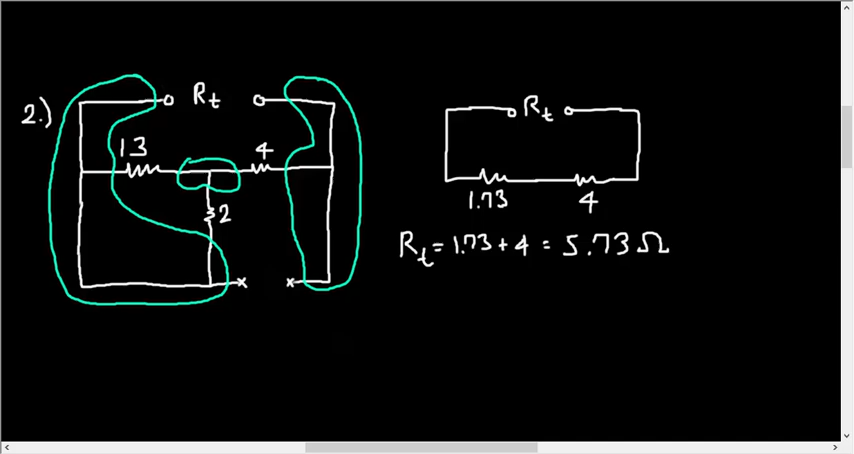 2.)
Rt
13
4
2
Rt
1.73
4
Rt = 1.73 + 4 = 5.73 Ω